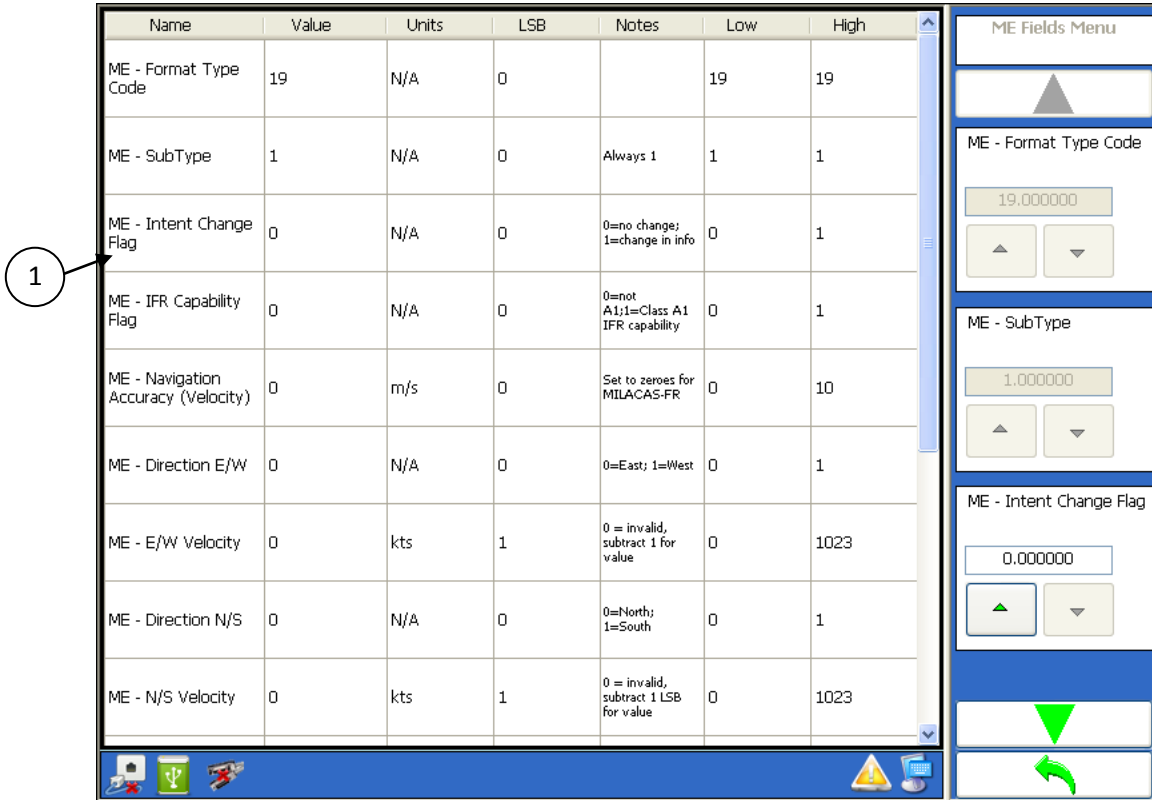 Name Value Units LSB Notes Low High
ME - Format Type
Code
19 N/A 0 19 19
ME - SubType 1 N/A 0 Always 1 1 1
ME - Intent Change
Flag
0 N/A 0
0=no change;
1=change in info
0 1
ME - IFR Capability
Flag
0 N/A 0
0=not
A1;1=Class A1
IFR capability
0 1
ME - Navigation
Accuracy (Velocity)
0 m/s 0
Set to zeroes for
MILACAS-FR
0 10
ME - Direction E/W 0 N/A 0 0=East; 1=West 0 1
ME - E/W Velocity 0 kts 1
0 = invalid,
subtract 1 for
value
0 1023
ME - Direction N/S 0 N/A 0
0=North;
1=South
0 1
ME - N/S Velocity 0 kts 1
0 = invalid,
subtract 1 LSB
for value
0 1023
1
ME Fields Menu
ME - Format Type Code
19.000000
ME - SubType
1.000000
ME - Intent Change Flag
0.000000